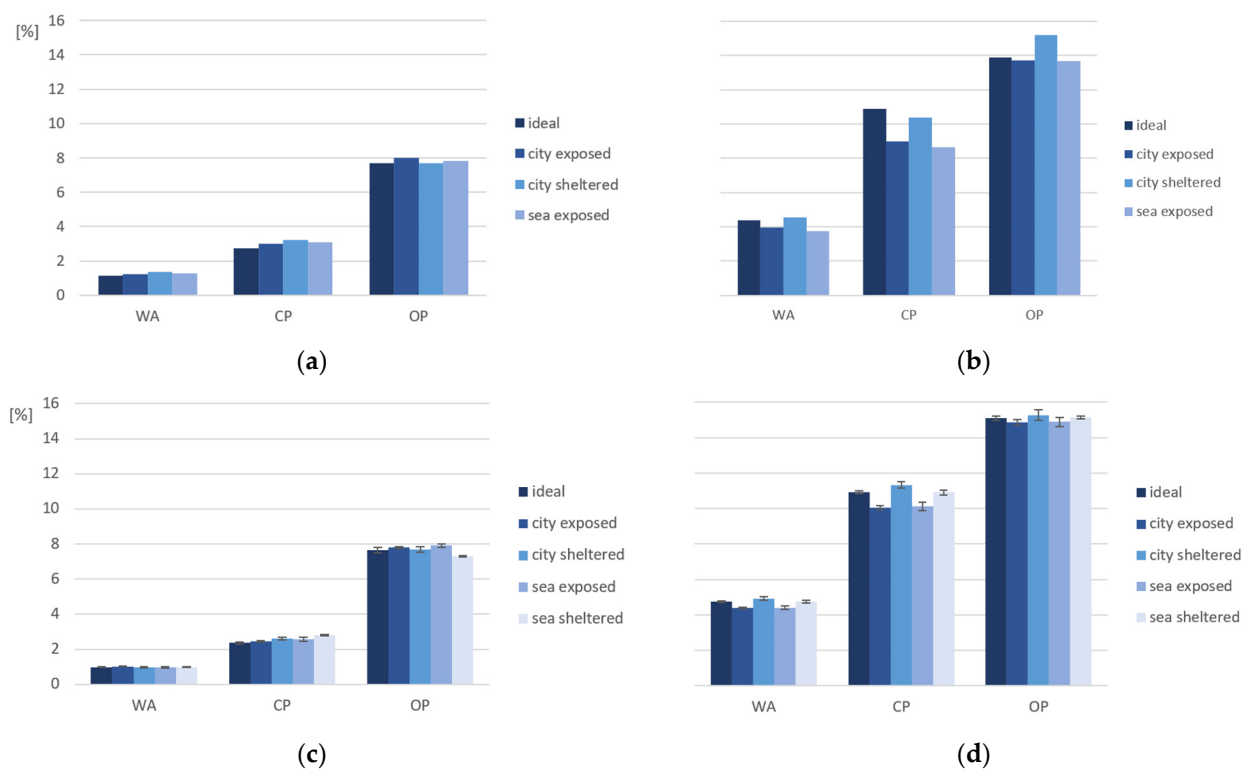 [%]
16
14
12
10
8
6
4
2
0
WA CP OP
ideal
city exposed
city sheltered
sea exposed
(a)
WA CP OP
ideal
city exposed
city sheltered
sea exposed
(b)
[%]
16
14
12
10
8
6
4
2
0
WA CP OP
ideal
city exposed
city sheltered
sea exposed
sea sheltered
(c)
WA CP OP
ideal
city exposed
city sheltered
sea exposed
sea sheltered
(d)